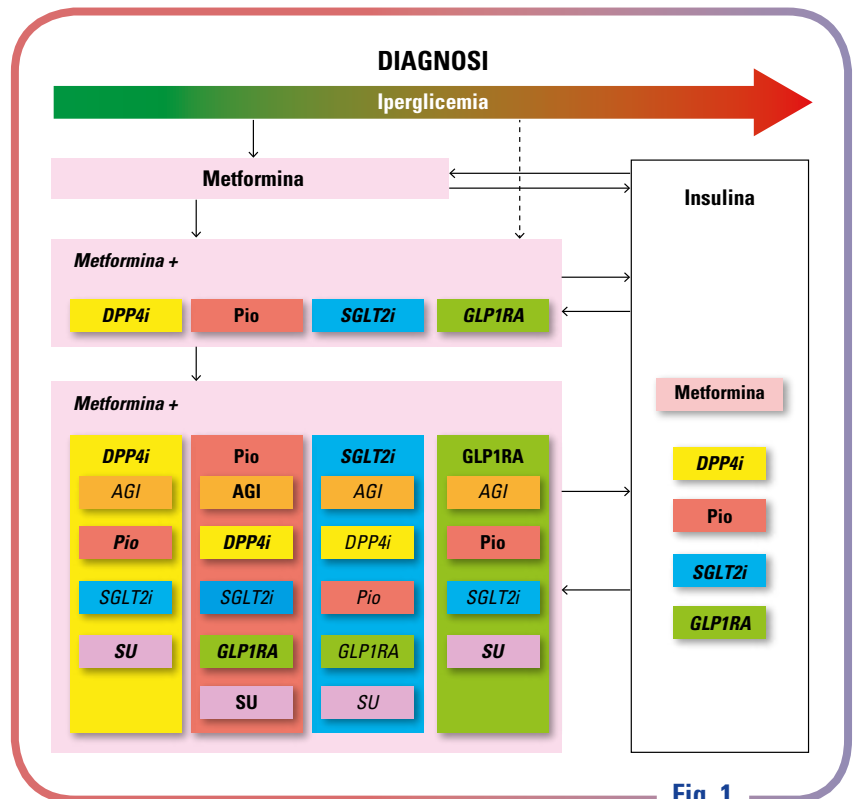 DIAGNOSI
Iperglicemia
Metformina
Metformina +
DPP4i
Pio
SGLT2i
GLP1RA
Metformina +
DPP4i
AGI
Pio
SGLT2i
SU
Pio
AGI
DPP4i
SGLT2i
GLP1RA
SU
SGLT2i
AGI
DPP4i
Pio
GLP1RA
SU
GLP1RA
AGI
Pio
SGLT2i
SU
Insulina
Metformina
DPP4i
Pio
SGLT2i
GLP1RA
Fig. 1